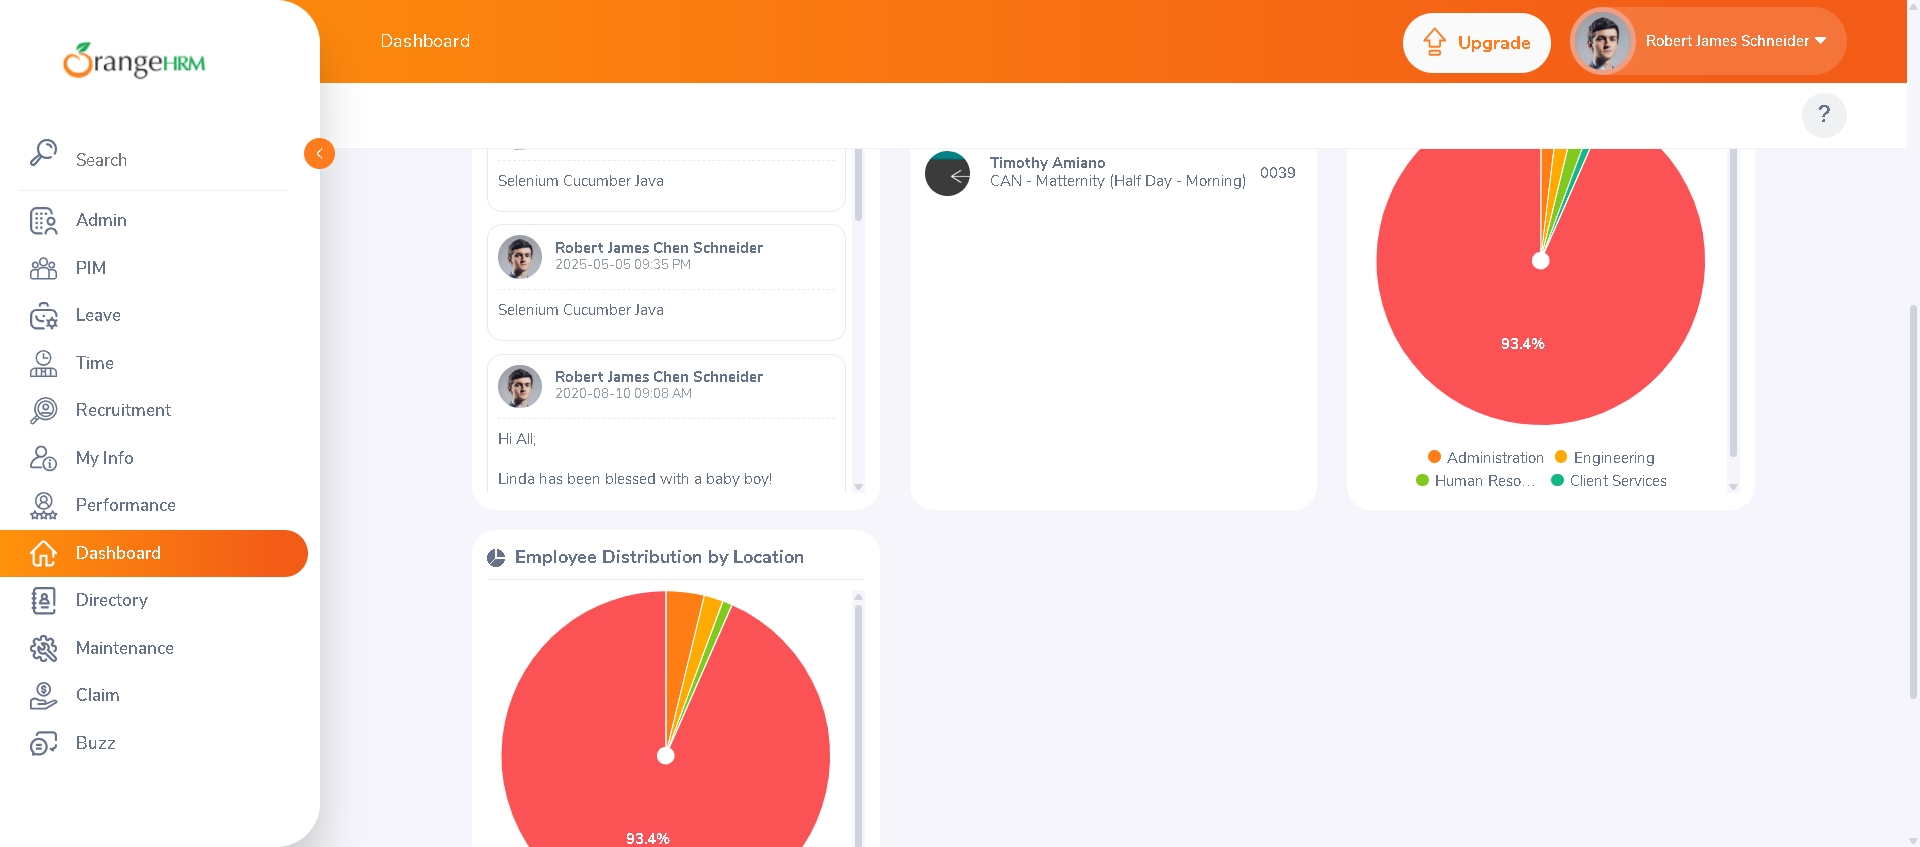 OrangeHRM
Search
Admin
PIM
Leave
Time
Recruitment
My Info
Performance
Dashboard
Directory
Maintenance
Claim
Buzz
Dashboard
Upgrade
Robert James Schneider
?
Selenium Cucumber Java
Robert James Chen Schneider
2025-05-05 09:35 PM
Selenium Cucumber Java
Robert James Chen Schneider
2020-08-10 09:08 AM
Hi All;
Linda has been blessed with a baby boy!
Timothy Amiano
CAN - Matternity (Half Day - Morning)
0039
93.4%
Administration Engineering
Human Reso... Client Services
Employee Distribution by Location
93.4%